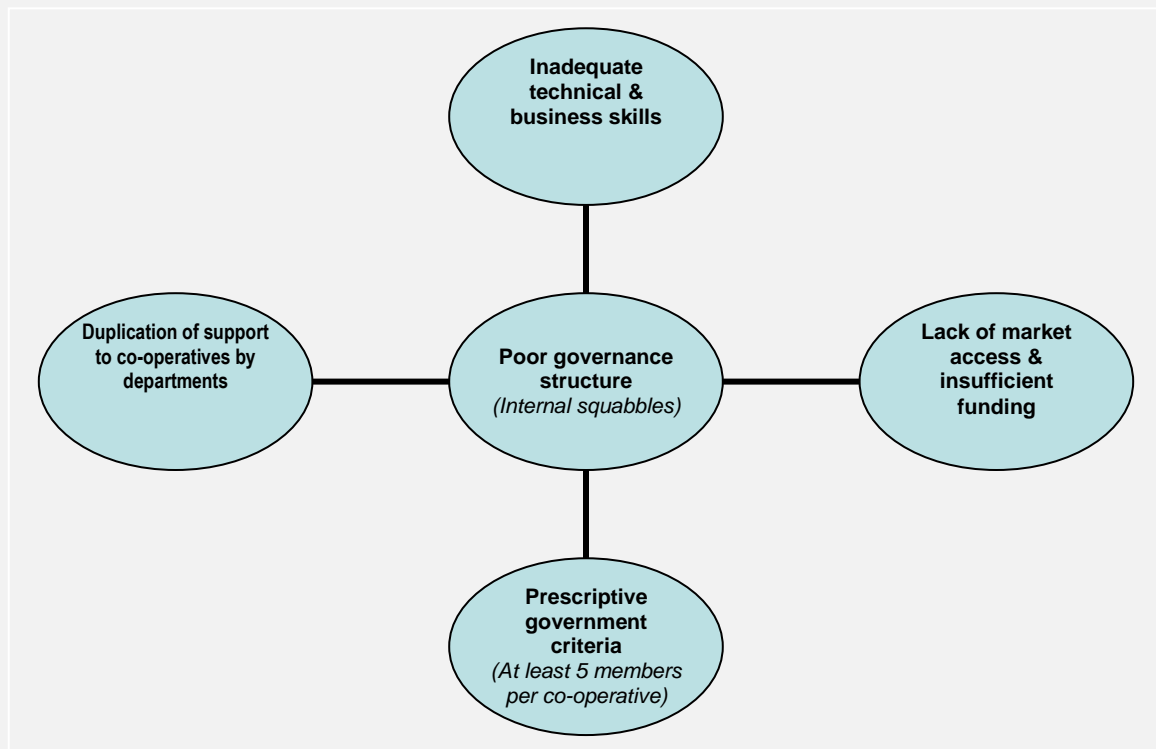 Inadequate
technical &
business skills
Duplication of support
to co-operatives by
departments
Poor governance
structure
(Internal squabbles)
Lack of market
access &
insufficient
funding
Prescriptive
government
criteria
(At least 5 members
per co-operative)